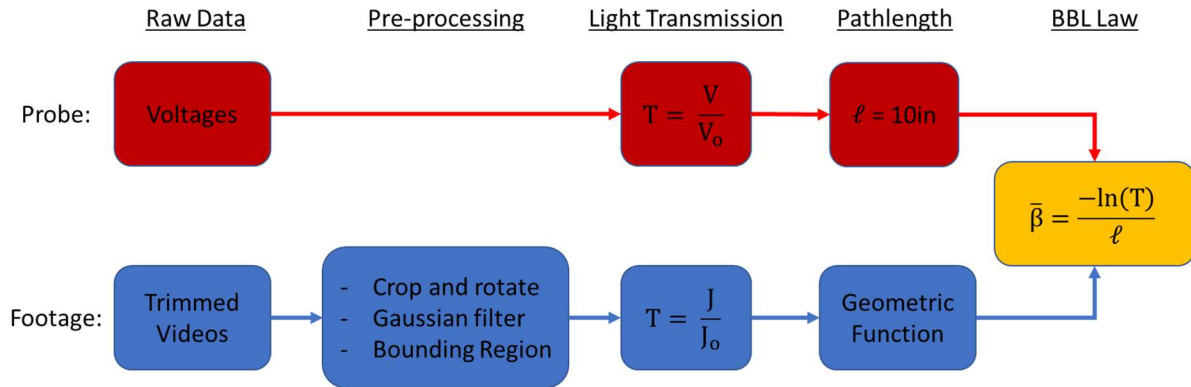 Raw Data Pre-processing Light Transmission Pathlength BBL Law
Probe: Voltages T = V/Vₒ ℓ = 10in
β̄ = −ln(T)/ℓ
Footage: Trimmed Videos
- Crop and rotate
- Gaussian filter
- Bounding Region
T = J/Jₒ
Geometric Function